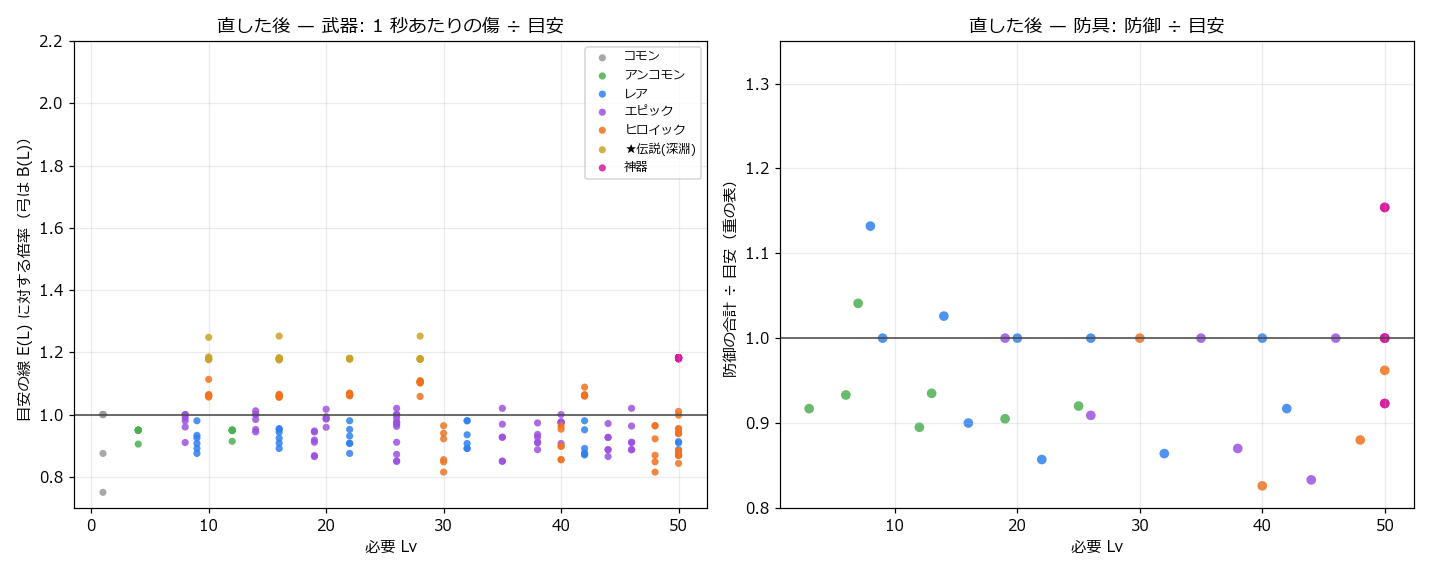 直した後 — 武器: 1 秒あたりの傷 ÷ 目安
目安の線 E(L) に対する倍率（弓は B(L)）
2.2
2.0
1.8
1.6
1.4
1.2
1.0
0.8
コモン
アンコモン
レア
エピック
ヒロイック
★伝説(深淵)
神器
0
10
20
30
40
50
必要 Lv
直した後 — 防具: 防御 ÷ 目安
防御の合計 ÷ 目安（重の表）
1.3
1.2
1.1
1.0
0.9
0.8
10
20
30
40
50
必要 Lv